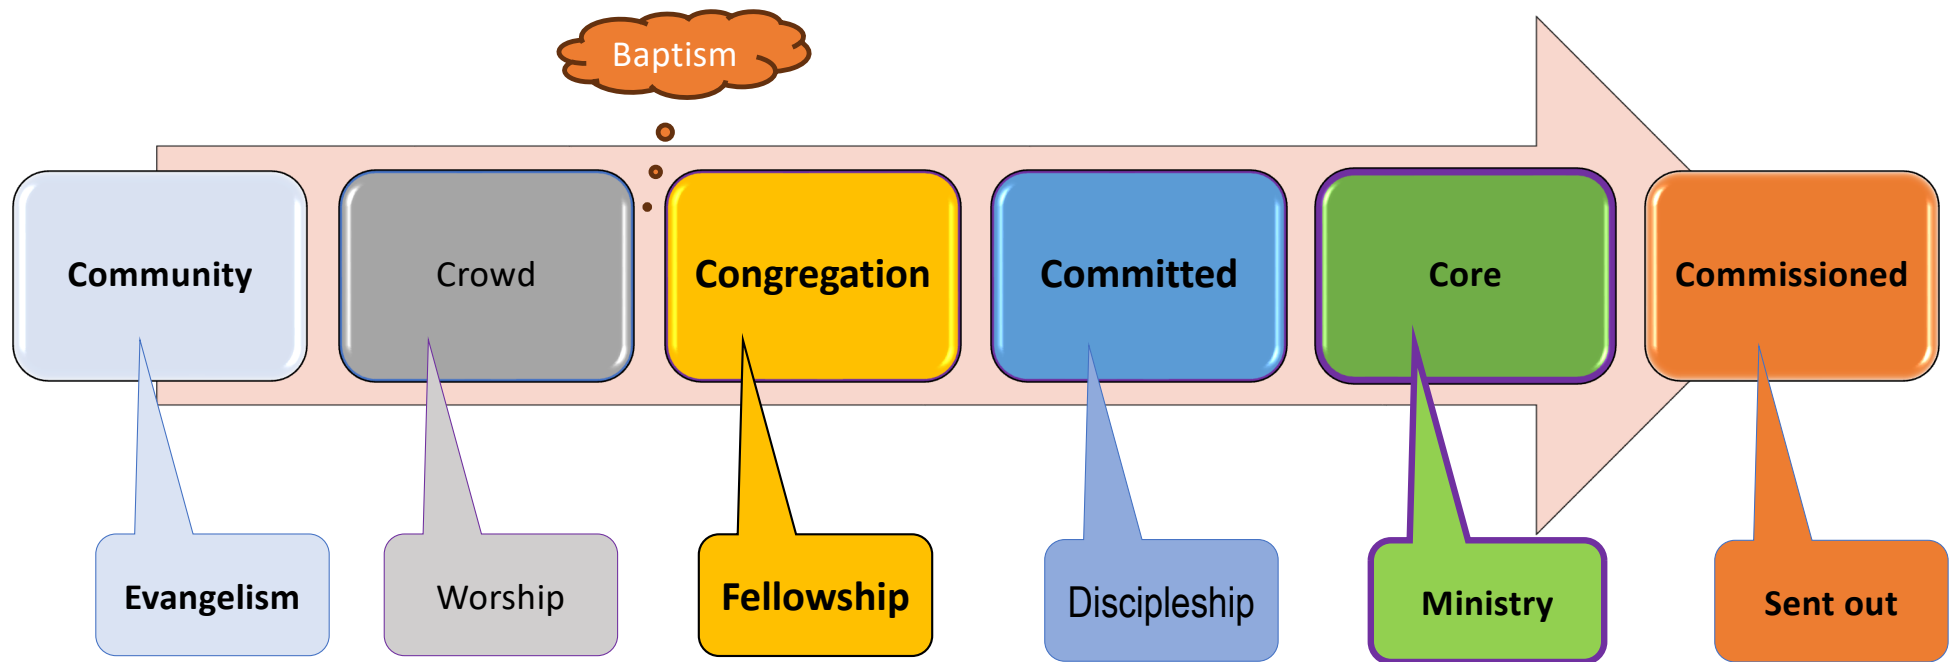 Baptism
Community
Crowd
Congregation
Committed
Core
Commissioned
Evangelism
Worship
Fellowship
Discipleship
Ministry
Sent out